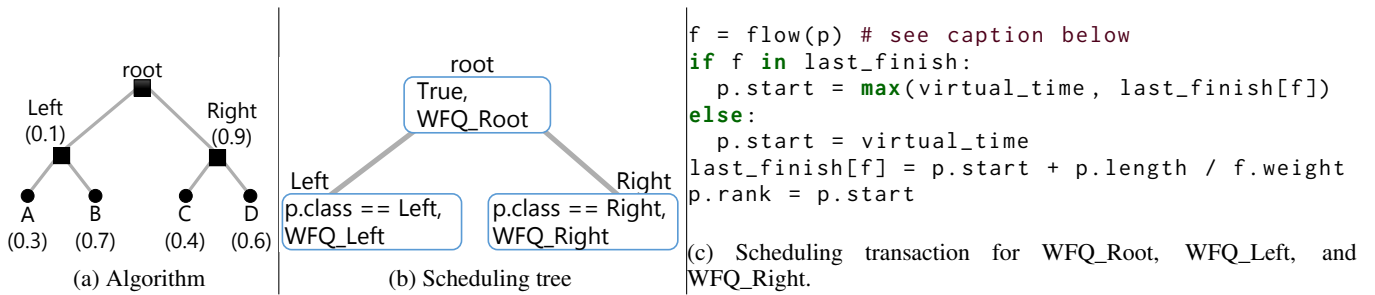 root
Left
(0.1)
Right
(0.9)
A
B
C
D
(0.3)
(0.7)
(0.4)
(0.6)
(a) Algorithm
root
True,
WFQ_Root
Left
Right
p.class == Left,
WFQ_Left
p.class == Right,
WFQ_Right
(b) Scheduling tree
f = flow(p) # see caption below
if f in last_finish:
  p.start = max(virtual_time, last_finish[f])
else:
  p.start = virtual_time
last_finish[f] = p.start + p.length / f.weight
p.rank = p.start
(c) Scheduling transaction for WFQ_Root, WFQ_Left, and
WFQ_Right.